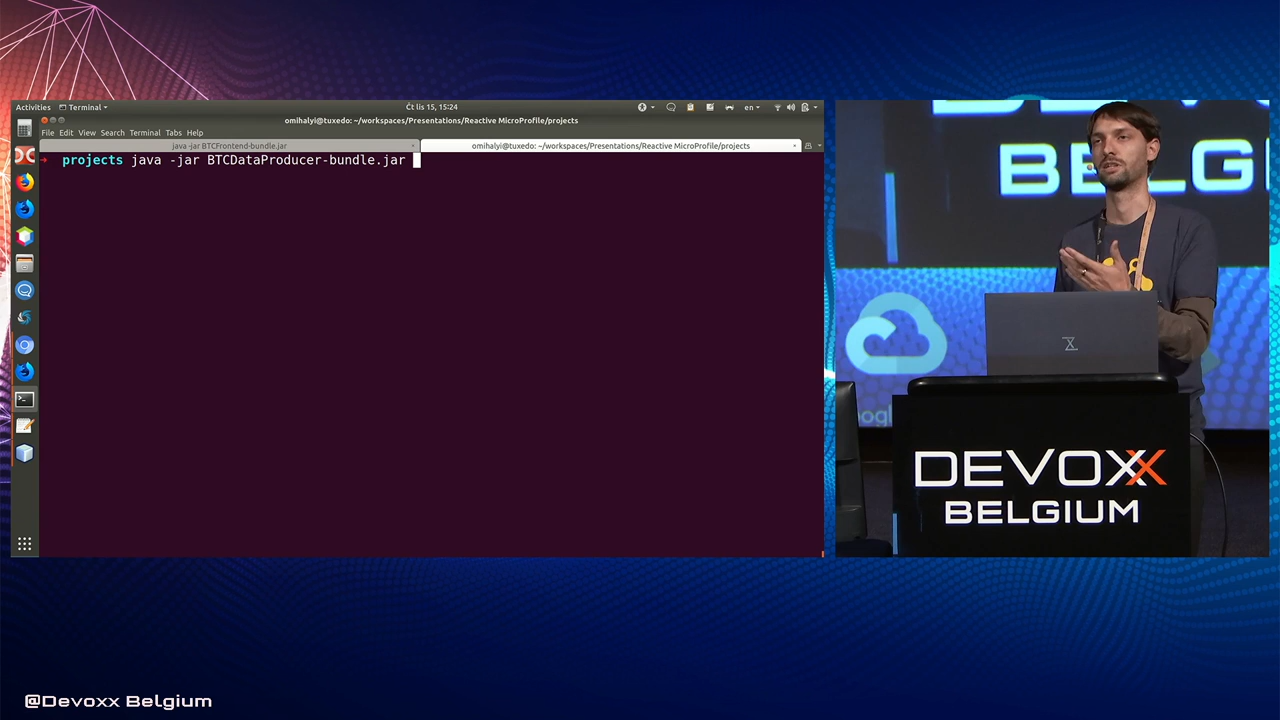 Activities Terminal Čt lis 15, 15:24 en
omihalyi@tuxedo: ~/workspaces/Presentations/Reactive MicroProfile/projects
File Edit View Search Terminal Tabs Help
java -jar BTCFrontend-bundle.jar × omihalyi@tuxedo: ~/workspaces/Presentations/Reactive MicroProfile/projects ×
→ projects java -jar BTCDataProducer-bundle.jar
BELG
DEVOXX
BELGIUM
@Devoxx Belgium